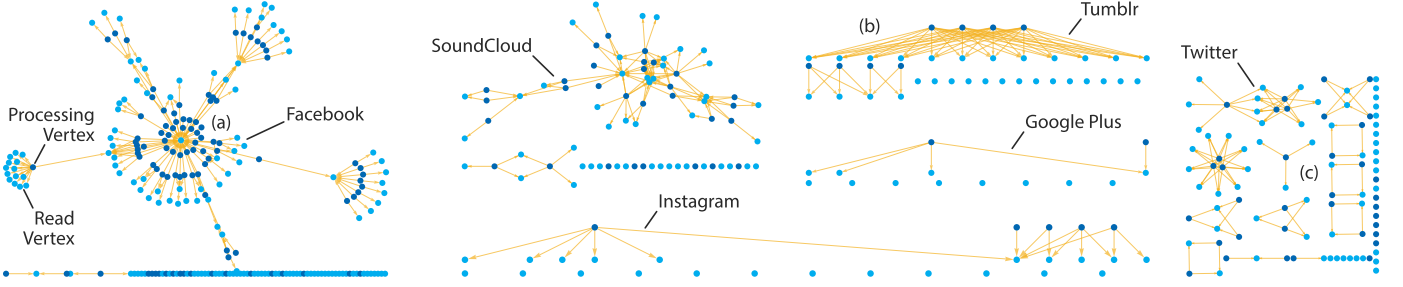 Processing
Vertex
Read
Vertex
(a)
Facebook
SoundCloud
Instagram
(b)
Tumblr
Google Plus
Twitter
(c)